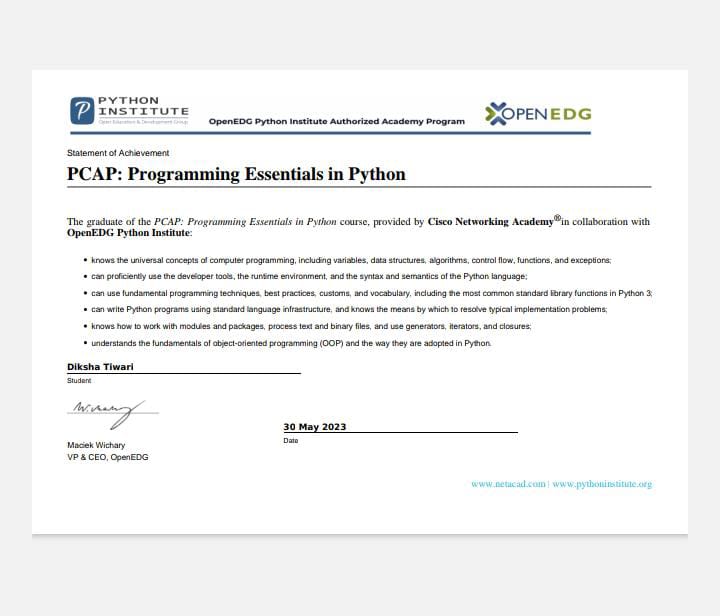 PYTHON
INSTITUTE
Open Education & Development Group
OpenEDG Python Institute Authorized Academy Program
OPENEDG
Statement of Achievement
PCAP: Programming Essentials in Python
The graduate of the PCAP: Programming Essentials in Python course, provided by Cisco Networking Academy®in collaboration with
OpenEDG Python Institute:
• knows the universal concepts of computer programming, including variables, data structures, algorithms, control flow, functions, and exceptions;
• can proficiently use the developer tools, the runtime environment, and the syntax and semantics of the Python language;
• can use fundamental programming techniques, best practices, customs, and vocabulary, including the most common standard library functions in Python 3;
• can write Python programs using standard language infrastructure, and knows the means by which to resolve typical implementation problems;
• knows how to work with modules and packages, process text and binary files, and use generators, iterators, and closures;
• understands the fundamentals of object-oriented programming (OOP) and the way they are adopted in Python.
Diksha Tiwari
Student
W.chary
30 May 2023
Date
Maciek Wichary
VP & CEO, OpenEDG
www.netacad.com | www.pythoninstitute.org